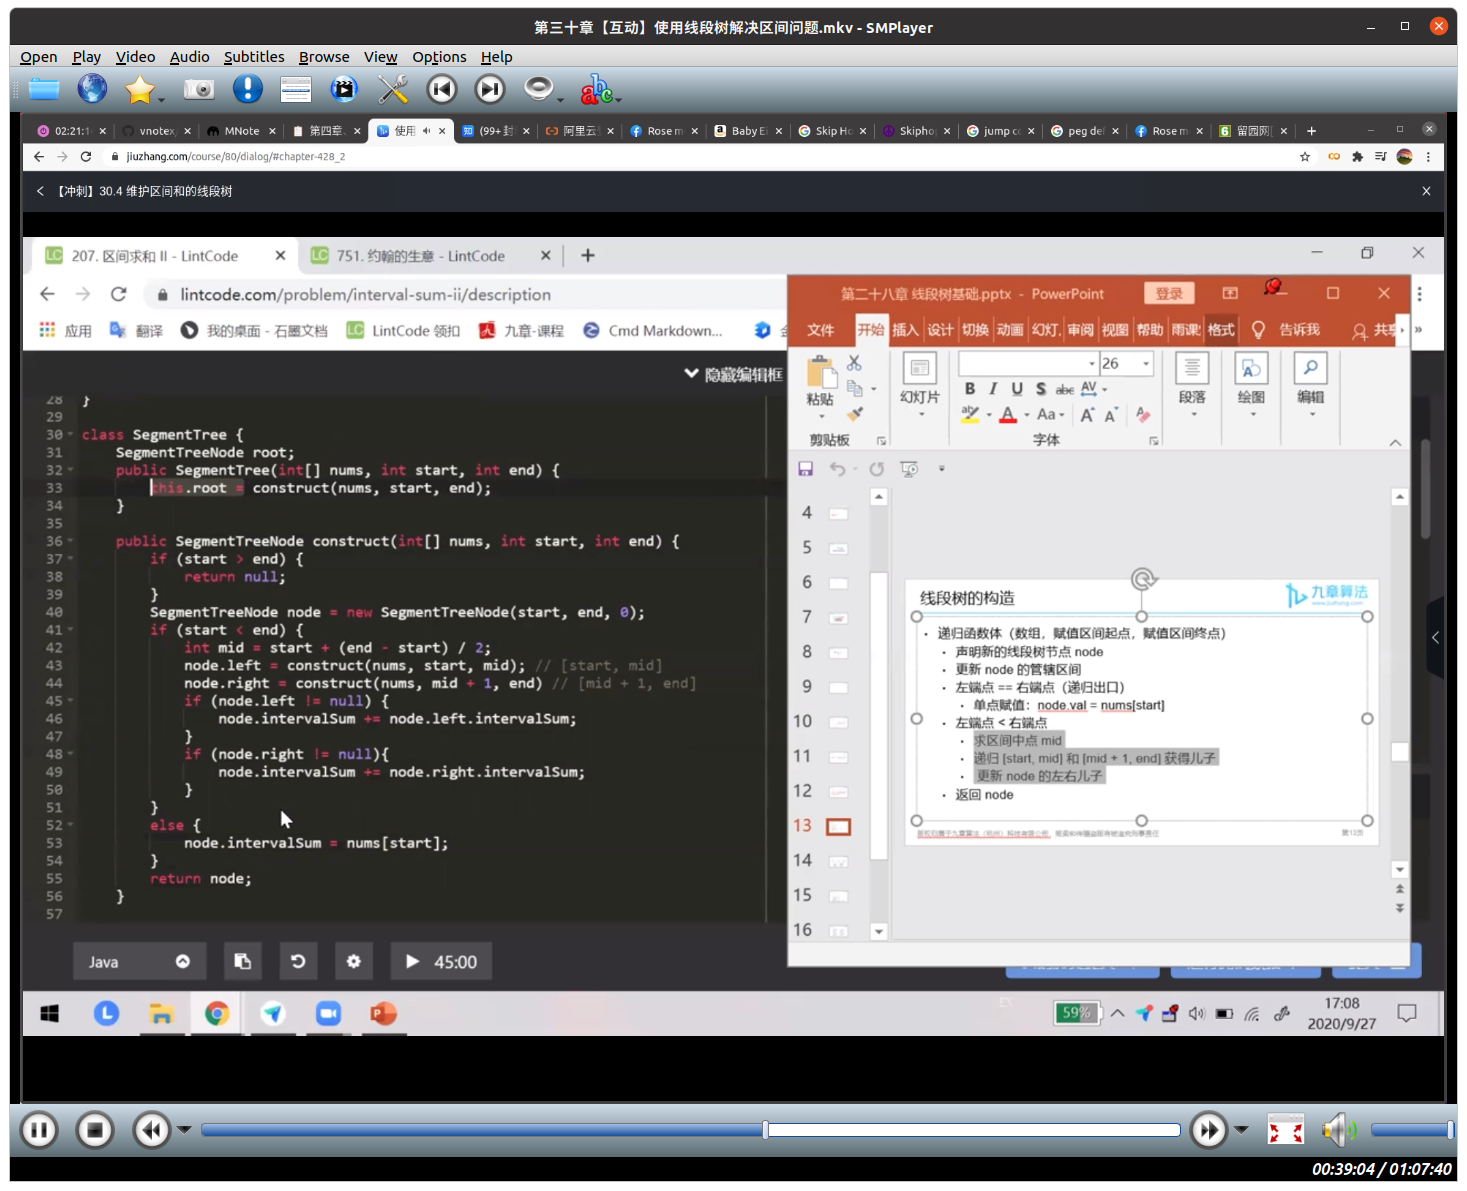 第三十章【互动】使用线段树解决区间问题.mkv - SMPlayer
Open Play Video Audio Subtitles Browse View Options Help
abc
02:21:1
vnotex/
MNote
第四章、
使用
(99+ 封
阿里云
Rose m
Baby E
Skip Ho
Skiphop
jump c
peg del
Rose m
留园网
jiuzhang.com/course/80/dialog/#chapter-428_2
【冲刺】30.4 维护区间和的线段树
207. 区间求和 II - LintCode
751. 约翰的生意 - LintCode
lintcode.com/problem/interval-sum-ii/description
应用 翻译 我的桌面 - 石墨文档 LintCode 领扣 九章-课程 Cmd Markdown...
隐藏编辑框
28 }
29
30 class SegmentTree {
31 SegmentTreeNode root;
32 public SegmentTree(int[] nums, int start, int end) {
33 this.root = construct(nums, start, end);
34 }
35
36 public SegmentTreeNode construct(int[] nums, int start, int end) {
37 if (start > end) {
38 return null;
39 }
40 SegmentTreeNode node = new SegmentTreeNode(start, end, 0);
41 if (start < end) {
42 int mid = start + (end - start) / 2;
43 node.left = construct(nums, start, mid); // [start, mid]
44 node.right = construct(nums, mid + 1, end) // [mid + 1, end]
45 if (node.left != null) {
46 node.intervalSum += node.left.intervalSum;
47 }
48 if (node.right != null){
49 node.intervalSum += node.right.intervalSum;
50 }
51 }
52 else {
53 node.intervalSum = nums[start];
54 }
55 return node;
56 }
57
Java
45:00
第二十八章 线段树基础.pptx - PowerPoint
登录
文件 开始 插入 设计 切换 动画 幻灯. 审阅 视图 帮助 雨课 格式 告诉我 共享
粘贴
剪贴板
幻灯片
26
B I U S abc AV
A Aa A A
字体
段落
绘图
编辑
4
5
6
7
8
9
10
11
12
13
14
15
16
线段树的构造
九章算法
www.jiuzhang.com
• 递归函数体（数组，赋值区间起点，赋值区间终点）
• 声明新的线段树节点 node
• 更新 node 的管辖区间
• 左端点 == 右端点（递归出口）
• 单点赋值：node.val = nums[start]
• 左端点 < 右端点
• 求区间中点 mid
• 递归 [start, mid] 和 [mid + 1, end] 获得儿子
• 更新 node 的左右儿子
• 返回 node
第13页
59%
17:08
2020/9/27
00:39:04 / 01:07:40